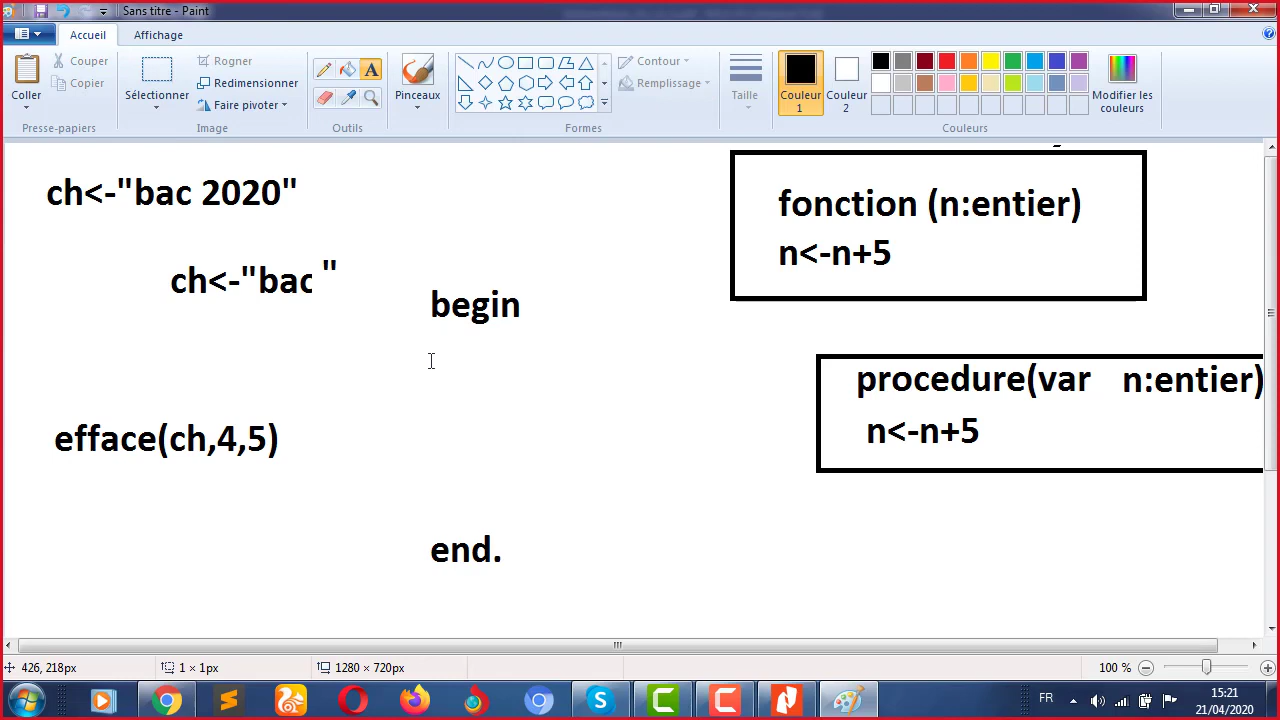 Sans titre - Paint
Accueil
Affichage
Coller
Couper
Copier
Presse-papiers
Sélectionner
Rogner
Redimensionner
Faire pivoter
Image
Outils
Pinceaux
Contour
Remplissage
Formes
Taille
Couleur 1
Couleur 2
Modifier les couleurs
Couleurs
ch<-"bac 2020"
ch<-"bac "
begin
efface(ch,4,5)
end.
fonction (n:entier)
n<-n+5
procedure(var n:entier)
n<-n+5
426, 218px
1 × 1px
1280 × 720px
100 %
FR
15:21
21/04/2020